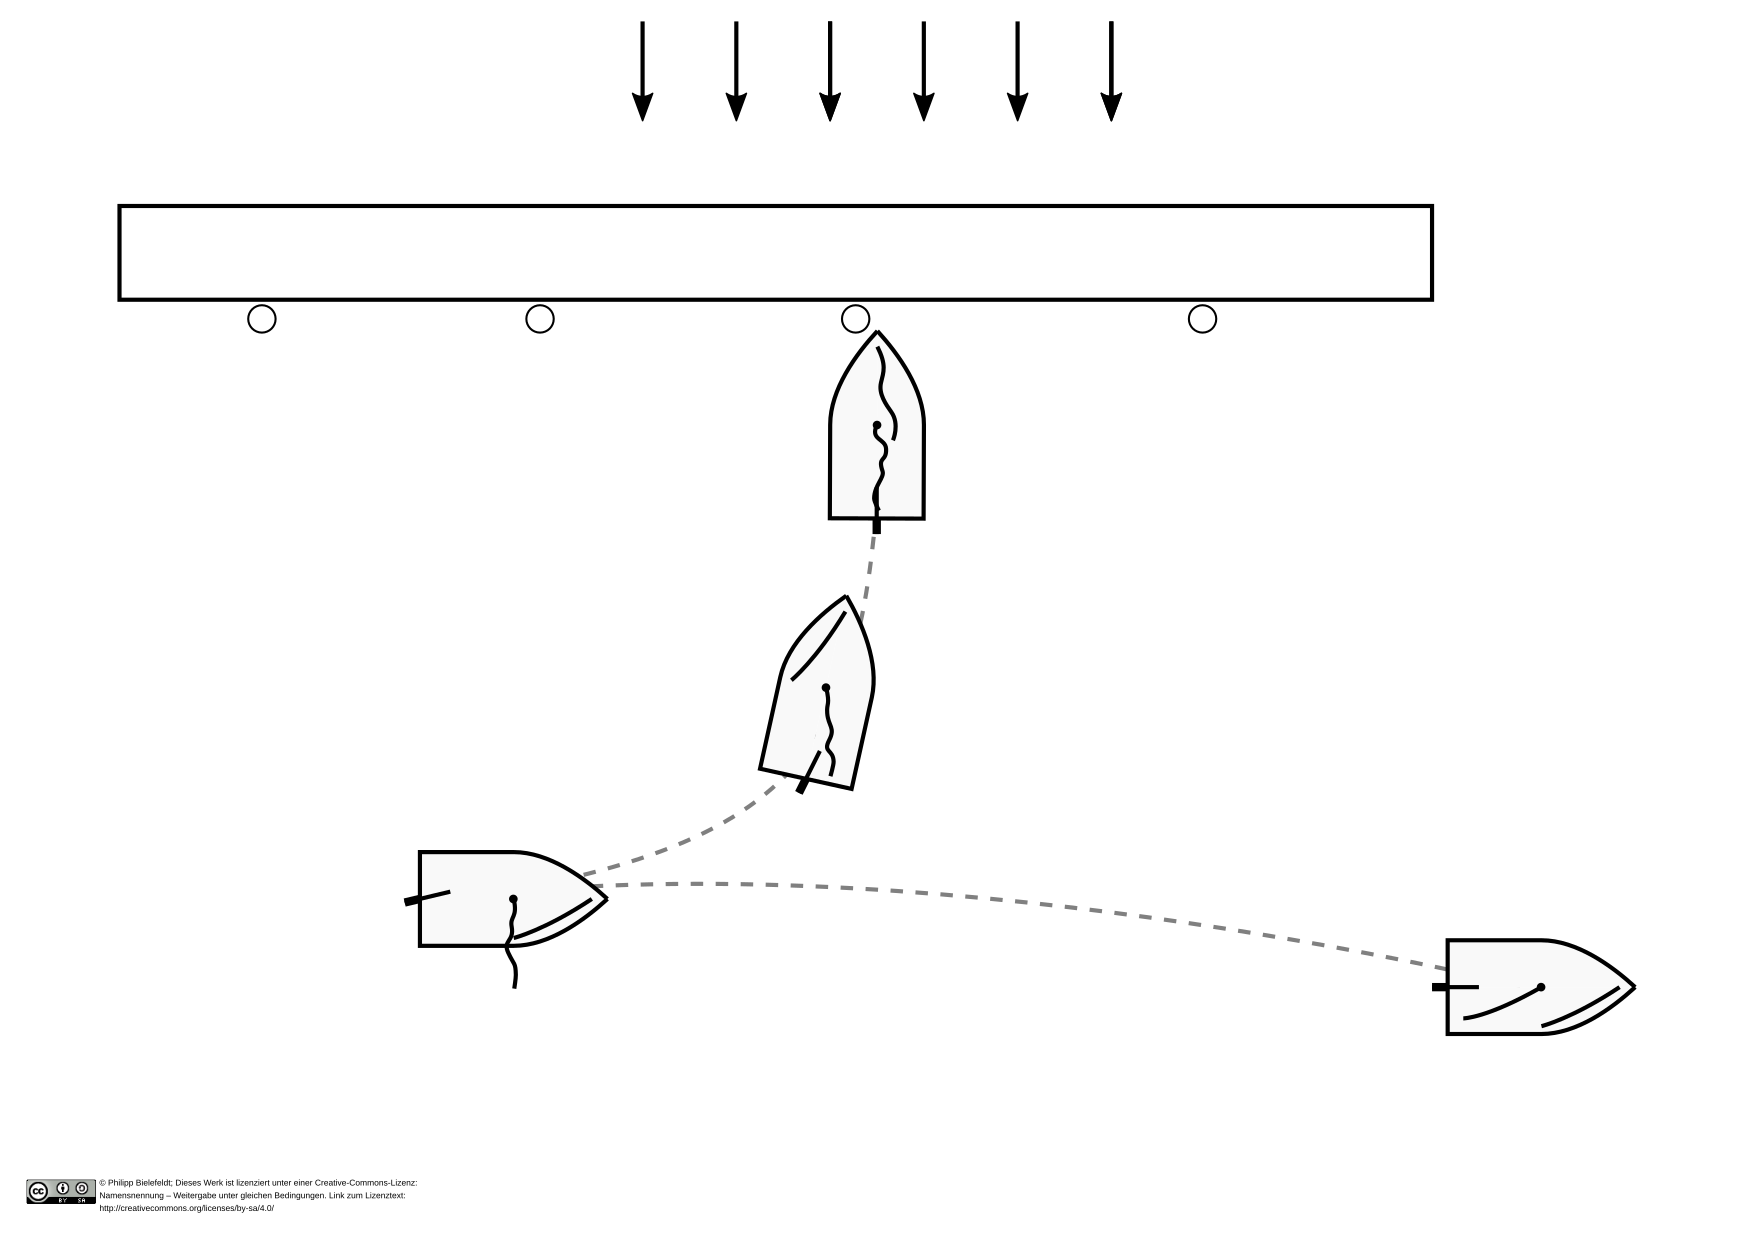 cc
BY SA
© Philipp Bielefeldt; Dieses Werk ist lizenziert unter einer Creative-Commons-Lizenz:
Namensnennung – Weitergabe unter gleichen Bedingungen. Link zum Lizenztext:
http://creativecommons.org/licenses/by-sa/4.0/